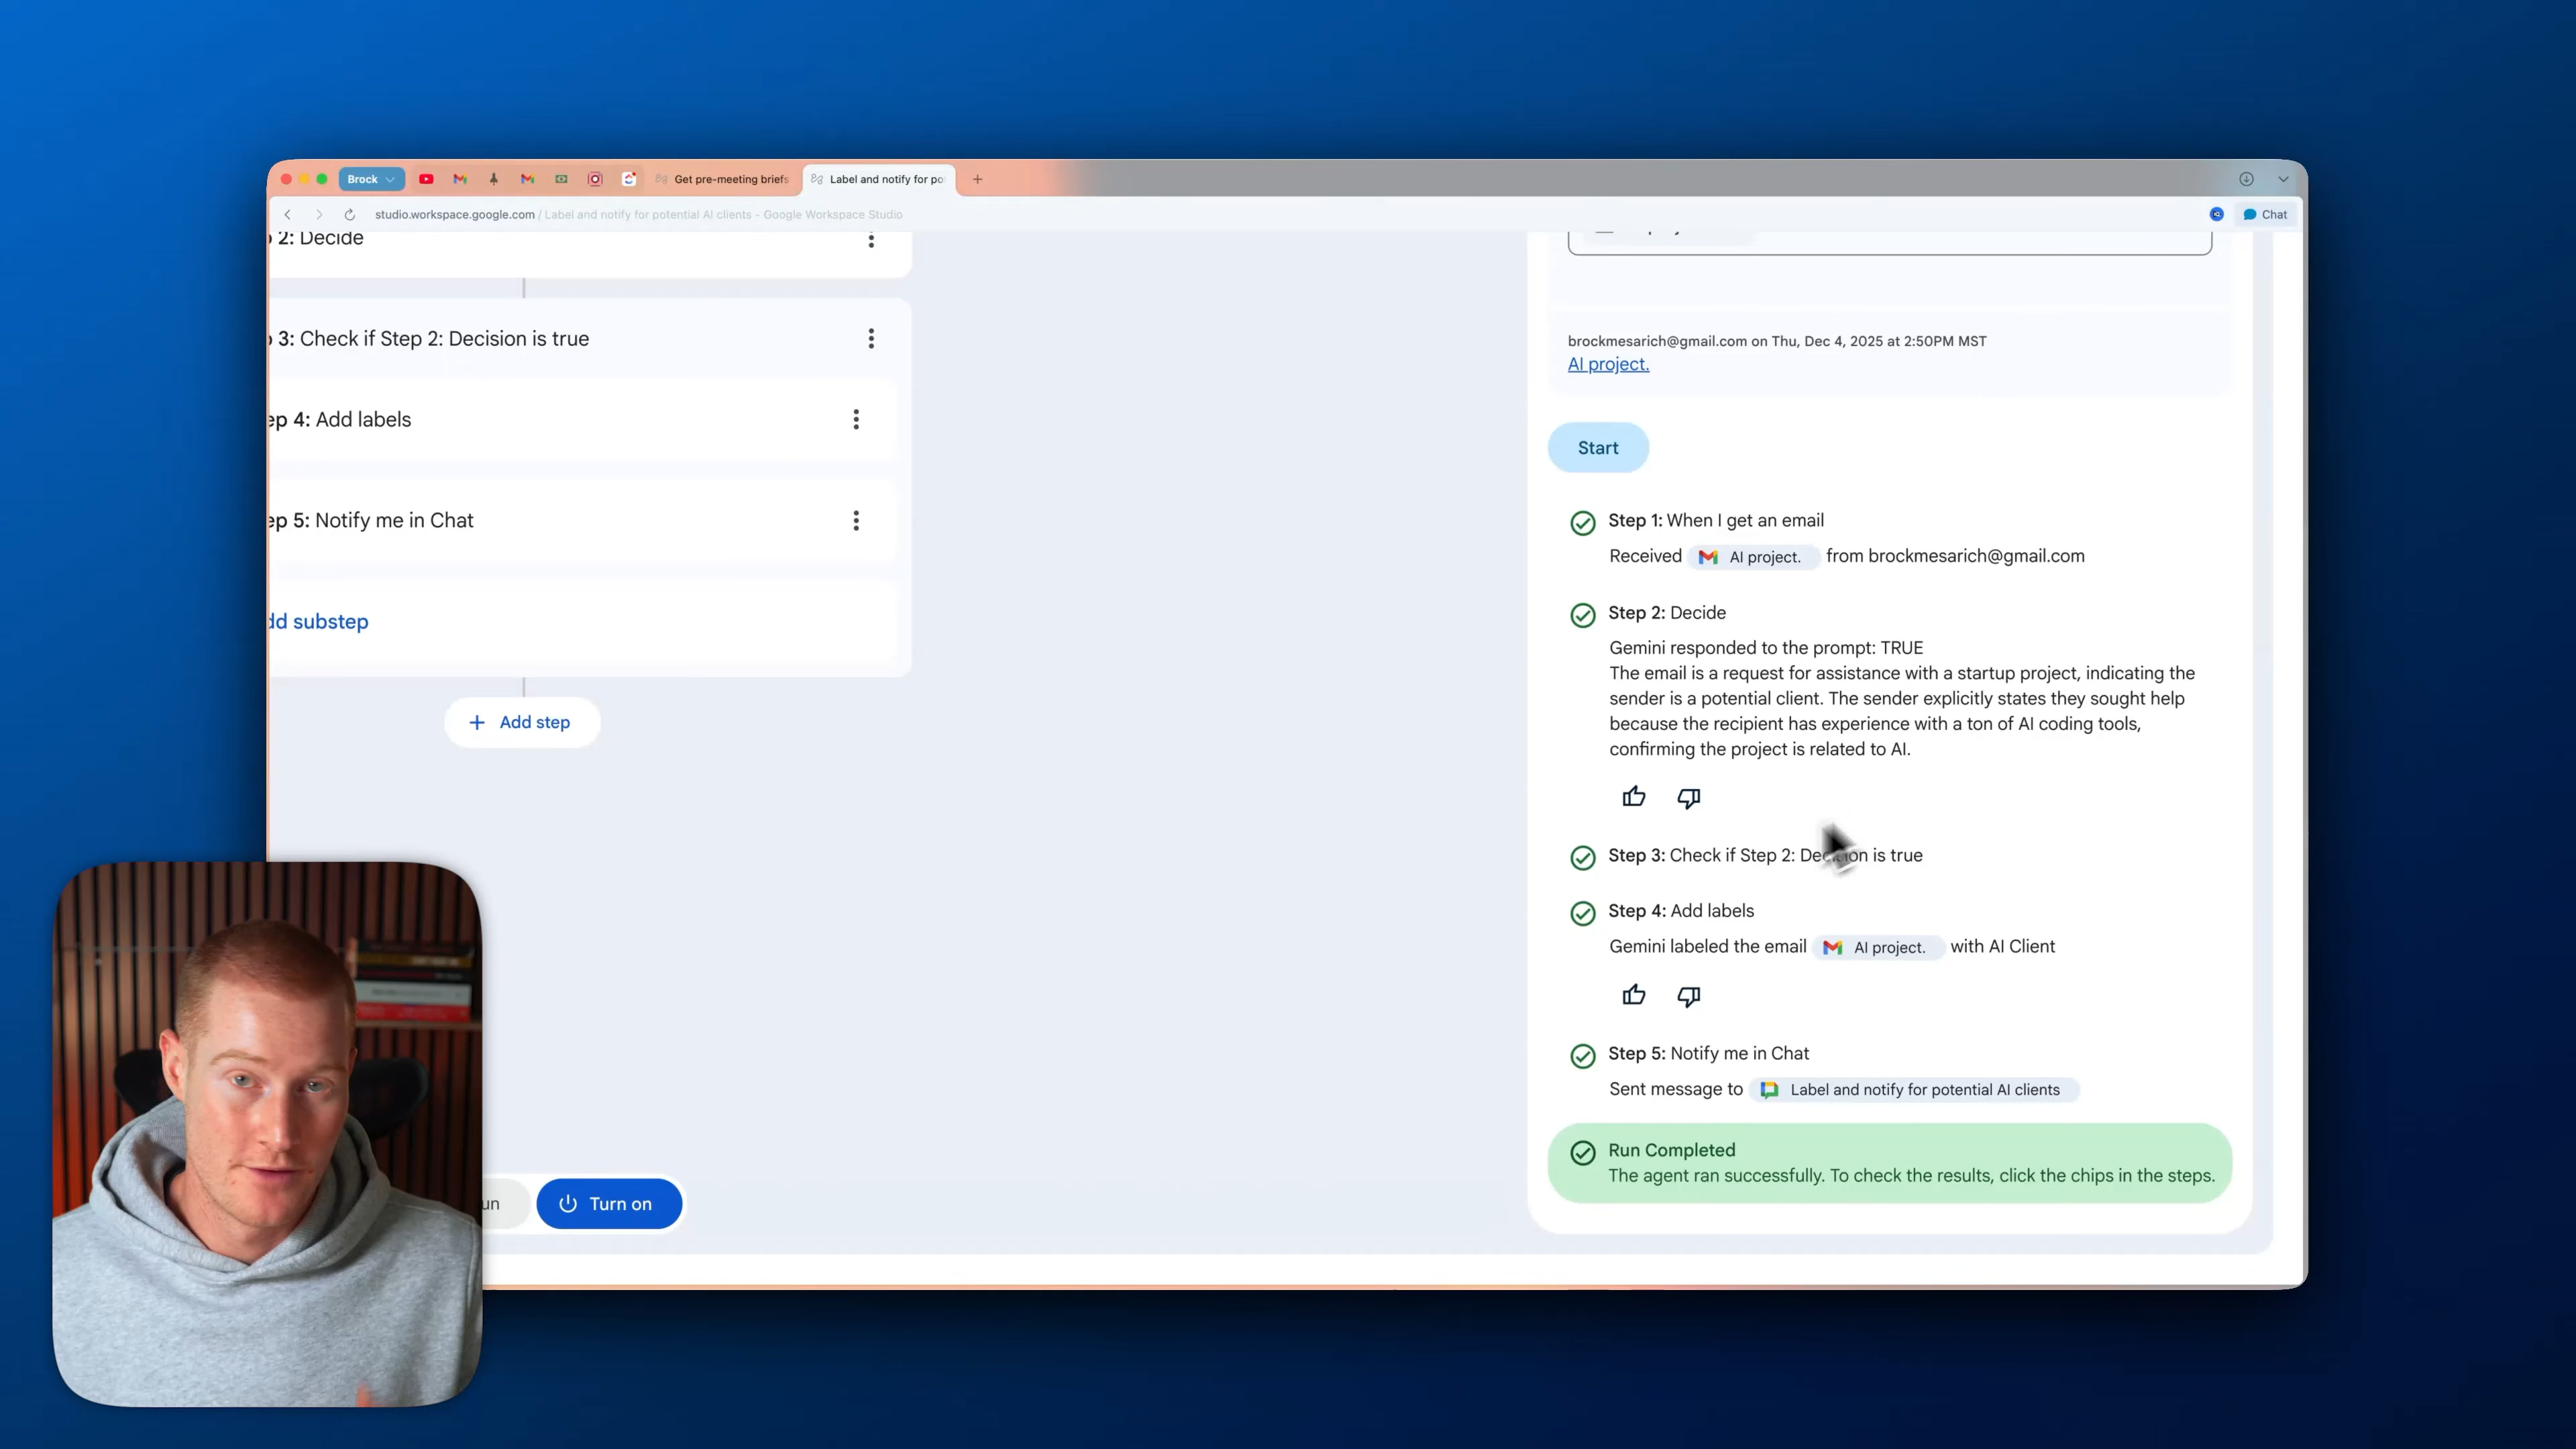 Brock
Get pre-meeting briefs
Label and notify for po
studio.workspace.google.com / Label and notify for potential AI clients - Google Workspace Studio
Chat
2: Decide
3: Check if Step 2: Decision is true
ep 4: Add labels
ep 5: Notify me in Chat
dd substep
+ Add step
un
Turn on
brockmesarich@gmail.com on Thu, Dec 4, 2025 at 2:50PM MST
AI project.
Start
Step 1: When I get an email
Received AI project. from brockmesarich@gmail.com
Step 2: Decide
Gemini responded to the prompt: TRUE
The email is a request for assistance with a startup project, indicating the
sender is a potential client. The sender explicitly states they sought help
because the recipient has experience with a ton of AI coding tools,
confirming the project is related to AI.
Step 3: Check if Step 2: Decision is true
Step 4: Add labels
Gemini labeled the email AI project. with AI Client
Step 5: Notify me in Chat
Sent message to Label and notify for potential AI clients
Run Completed
The agent ran successfully. To check the results, click the chips in the steps.